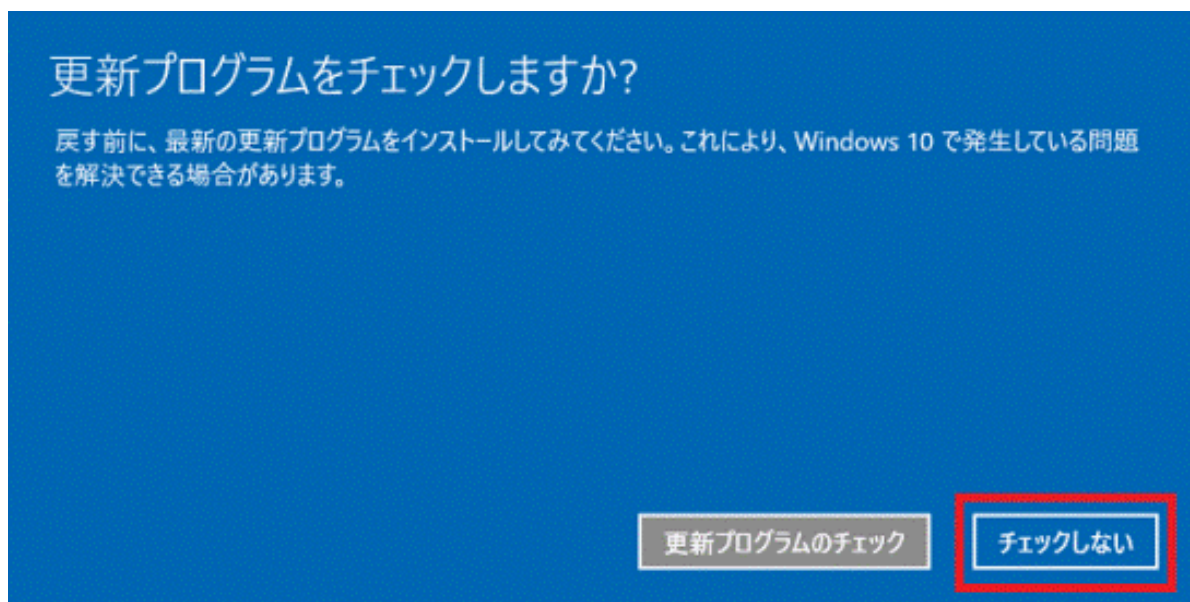 更新プログラムをチェックしますか?
戻す前に、最新の更新プログラムをインストールしてみてください。これにより、Windows 10 で発生している問題
を解決できる場合があります。
更新プログラムのチェック
チェックしない